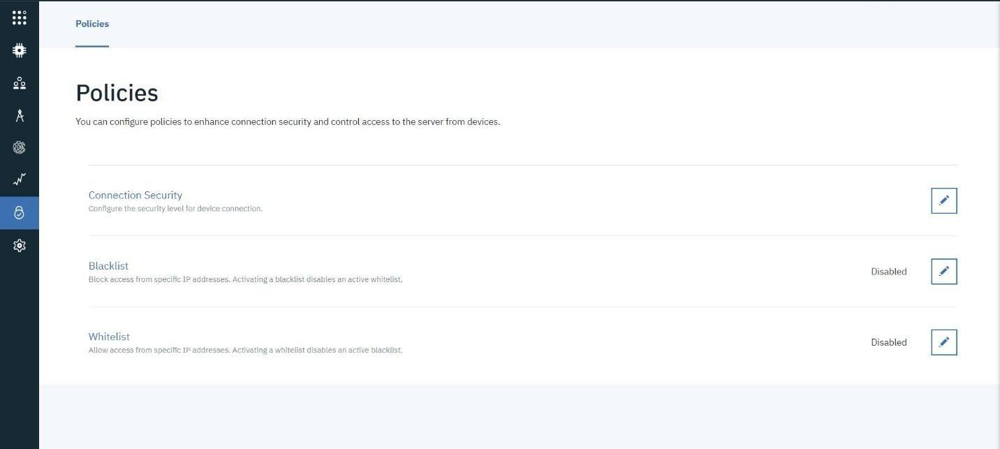 Policies
Policies
You can configure policies to enhance connection security and control access to the server from devices.
Connection Security
Configure the security level for device connection.
Blacklist
Block access from specific IP addresses. Activating a blacklist disables an active whitelist.
Disabled
Whitelist
Allow access from specific IP addresses. Activating a whitelist disables an active blacklist.
Disabled